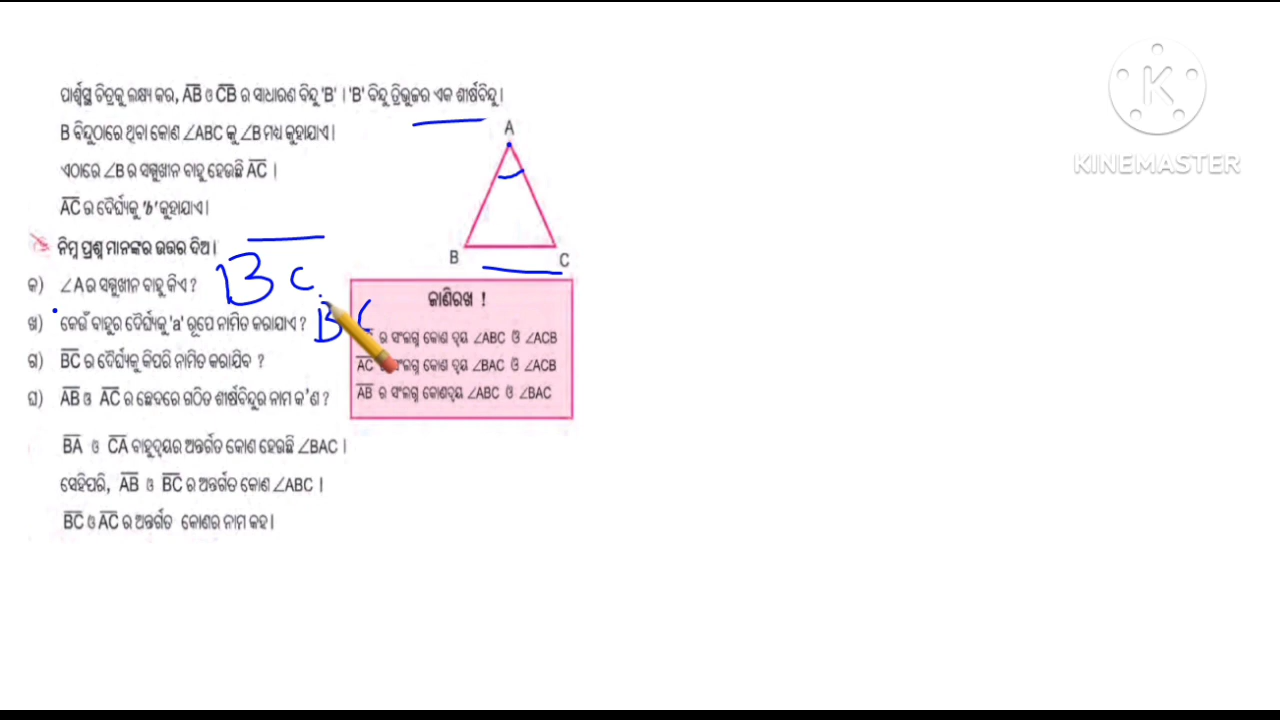 ପାର୍ଶ୍ୱସ୍ଥ ଚିତ୍ରକୁ ଲକ୍ଷ୍ୟ କର, AB ଓ CB ର ସାଧାରଣ ବିନ୍ଦୁ 'B' । 'B' ବିନ୍ଦୁ ତ୍ରିଭୁଜର ଏକ ଶୀର୍ଷବିନ୍ଦୁ।
B ବିନ୍ଦୁଠାରେ ଥିବା କୋଣ ∠ABC କୁ ∠B ମଧ୍ୟ କୁହାଯାଏ।
ଏଠାରେ ∠B ର ସମ୍ମୁଖୀନ ବାହୁ ହେଉଛି AC ।
AC ର ଦୈର୍ଘ୍ୟକୁ 'b' କୁହାଯାଏ।
A
B
C
ନିମ୍ନ ପ୍ରଶ୍ନ ମାନଙ୍କର ଉତ୍ତର ଦିଅ।
କ) ∠A ର ସମ୍ମୁଖୀନ ବାହୁ କିଏ ? BC
ଖ) କେଉଁ ବାହୁର ଦୈର୍ଘ୍ୟକୁ 'a' ରୂପେ ନାମିତ କରାଯାଏ ? BC
ଗ) BC ର ଦୈର୍ଘ୍ୟକୁ କିପରି ନାମିତ କରାଯିବ ?
ଘ) AB ଓ AC ର ଛେଦରେ ଗଠିତ ଶୀର୍ଷବିନ୍ଦୁର ନାମ କ'ଣ ?
BA ଓ CA ବାହୁଦ୍ୱୟର ଅନ୍ତର୍ଗତ କୋଣ ହେଉଛି ∠BAC ।
ସେହିପରି, AB ଓ BC ର ଅନ୍ତର୍ଗତ କୋଣ ∠ABC ।
BC ଓ AC ର ଅନ୍ତର୍ଗତ କୋଣର ନାମ କହ।
ଜାଣିରଖ !
ର ସଂଲଗ୍ନ କୋଣ ଦ୍ୱୟ ∠ABC ଓ ∠ACB
AC ସଂଲଗ୍ନ କୋଣ ଦ୍ୱୟ ∠BAC ଓ ∠ACB
AB ର ସଂଲଗ୍ନ କୋଣଦ୍ୱୟ ∠ABC ଓ ∠BAC
K
KINEMASTER